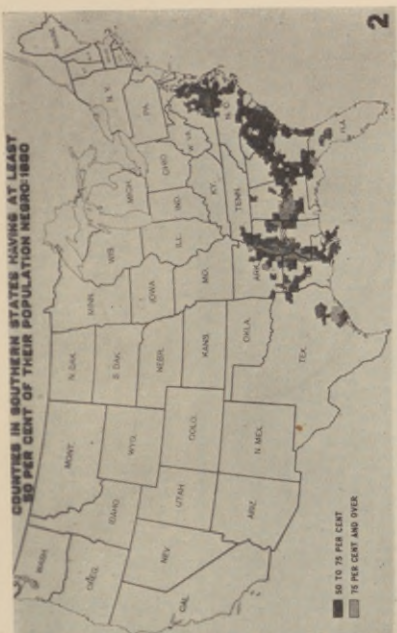 COUNTIES IN SOUTHERN STATES HAVING AT LEAST
50 PER CENT OF THEIR POPULATION NEGRO:1860
WASH.
MONT.
N. DAK.
MINN.
OREG.
IDAHO
WYO.
S. DAK.
WIS.
MICH.
N. Y.
NEV.
UTAH
COLO.
NEBR.
IOWA
ILL.
IND.
OHIO
PA.
CAL.
ARIZ.
N. MEX.
KANS.
MO.
KY.
W. VA.
OKLA.
ARK.
TENN.
N. C.
TEX.
FLA.
50 TO 75 PER CENT
75 PER CENT AND OVER
2